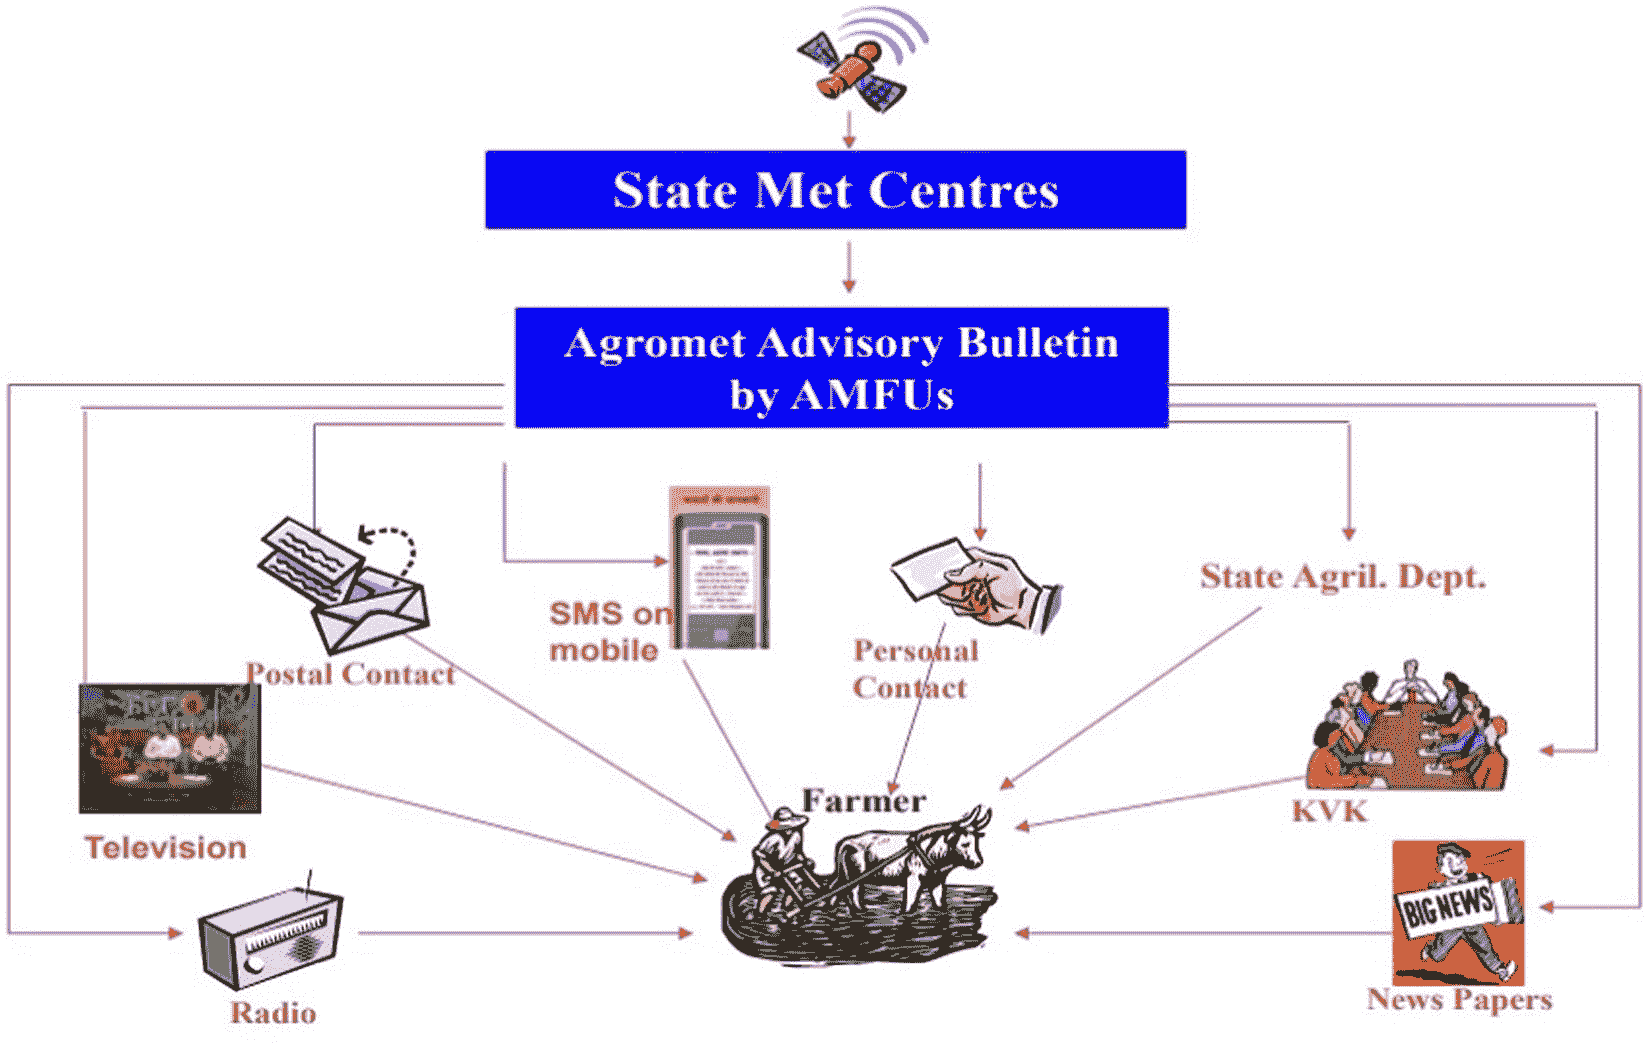 State Met Centres
Agromet Advisory Bulletin
by AMFUs
SMS on
mobile
State Agril. Dept.
Personal
Contact
Postal Contact
Farmer
KVK
Television
BIG NEWS
Radio
News Papers